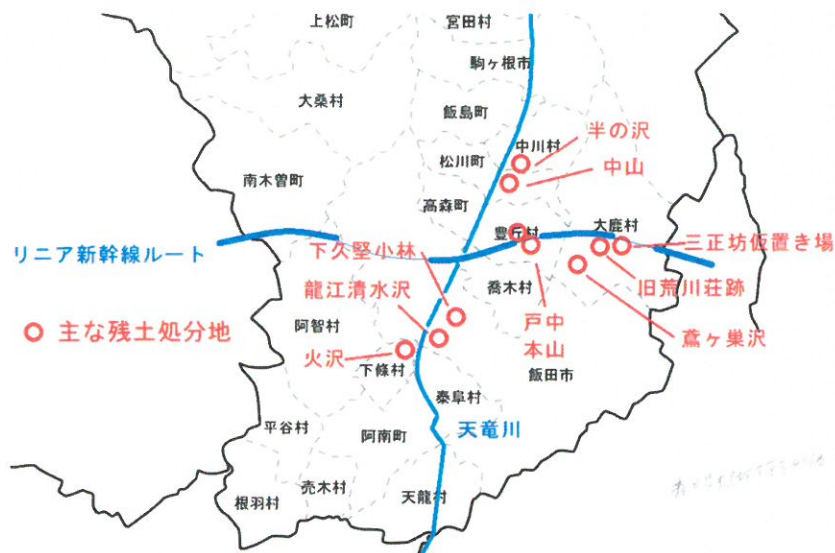 上松町
宮田村
駒ヶ根市
大桑村
飯島町
半の沢
中川村
松川町
中山
南木曽町
高森町
豊丘村
大鹿村
リニア新幹線ルート
下久堅小林
三正坊仮置き場
龍江清水沢
喬木村
旧荒川荘跡
主な残土処分地
阿智村
戸中
本山
鳶ヶ巣沢
火沢
下條村
飯田市
泰阜村
平谷村
阿南町
天竜川
売木村
根羽村
天龍村